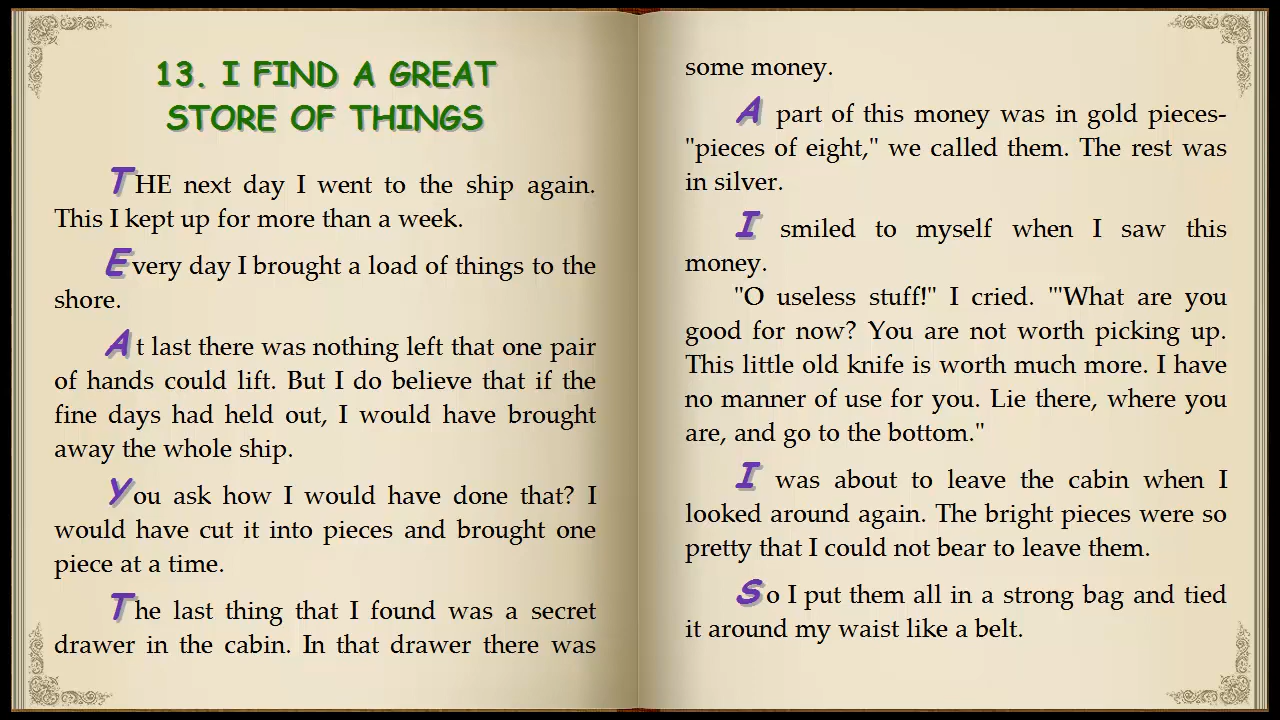 13. I FIND A GREAT
STORE OF THINGS
THE next day I went to the ship again.
This I kept up for more than a week.
Every day I brought a load of things to the
shore.
At last there was nothing left that one pair
of hands could lift. But I do believe that if the
fine days had held out, I would have brought
away the whole ship.
You ask how I would have done that? I
would have cut it into pieces and brought one
piece at a time.
The last thing that I found was a secret
drawer in the cabin. In that drawer there was
some money.
A part of this money was in gold pieces-
"pieces of eight," we called them. The rest was
in silver.
I smiled to myself when I saw this
money.
"O useless stuff!" I cried. "'What are you
good for now? You are not worth picking up.
This little old knife is worth much more. I have
no manner of use for you. Lie there, where you
are, and go to the bottom."
I was about to leave the cabin when I
looked around again. The bright pieces were so
pretty that I could not bear to leave them.
So I put them all in a strong bag and tied
it around my waist like a belt.